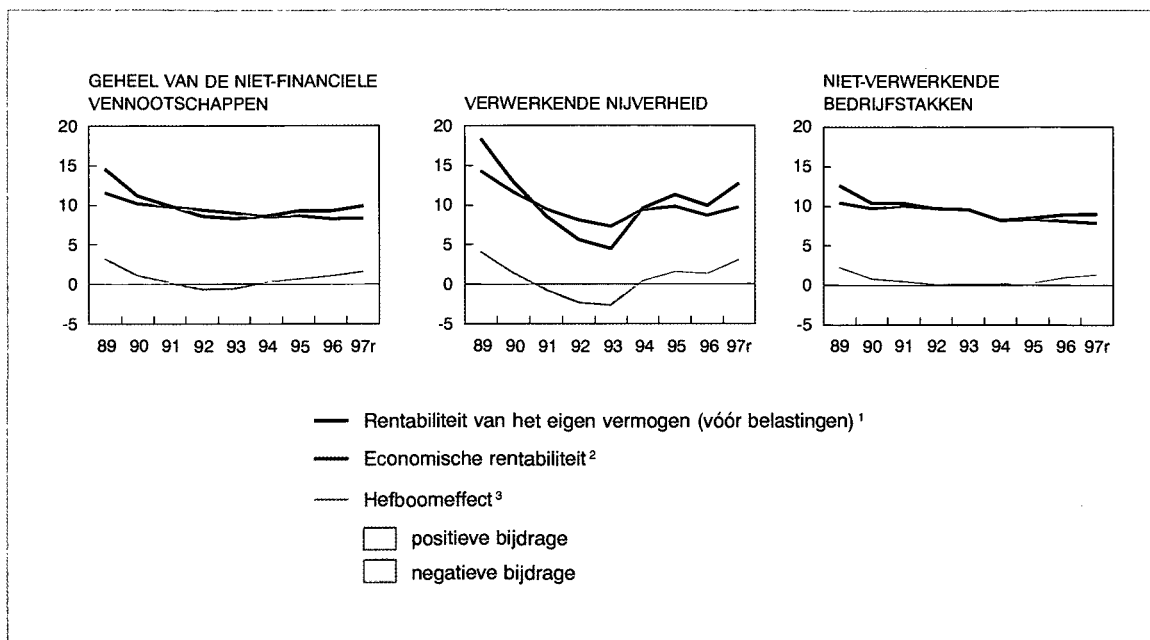 GEHEEL VAN DE NIET-FINANCIELE
VENNOOTSCHAPPEN
20
15
10
5
0
-5
89 90 91 92 93 94 95 96 97r
VERWERKENDE NIJVERHEID
20
15
10
5
0
-5
89 90 91 92 93 94 95 96 97r
NIET-VERWERKENDE
BEDRIJFSTAKKEN
20
15
10
5
0
-5
89 90 91 92 93 94 95 96 97r
Rentabiliteit van het eigen vermogen (vóór belastingen) ¹
Economische rentabiliteit ²
Hefboomeffect ³
positieve bijdrage
negatieve bijdrage